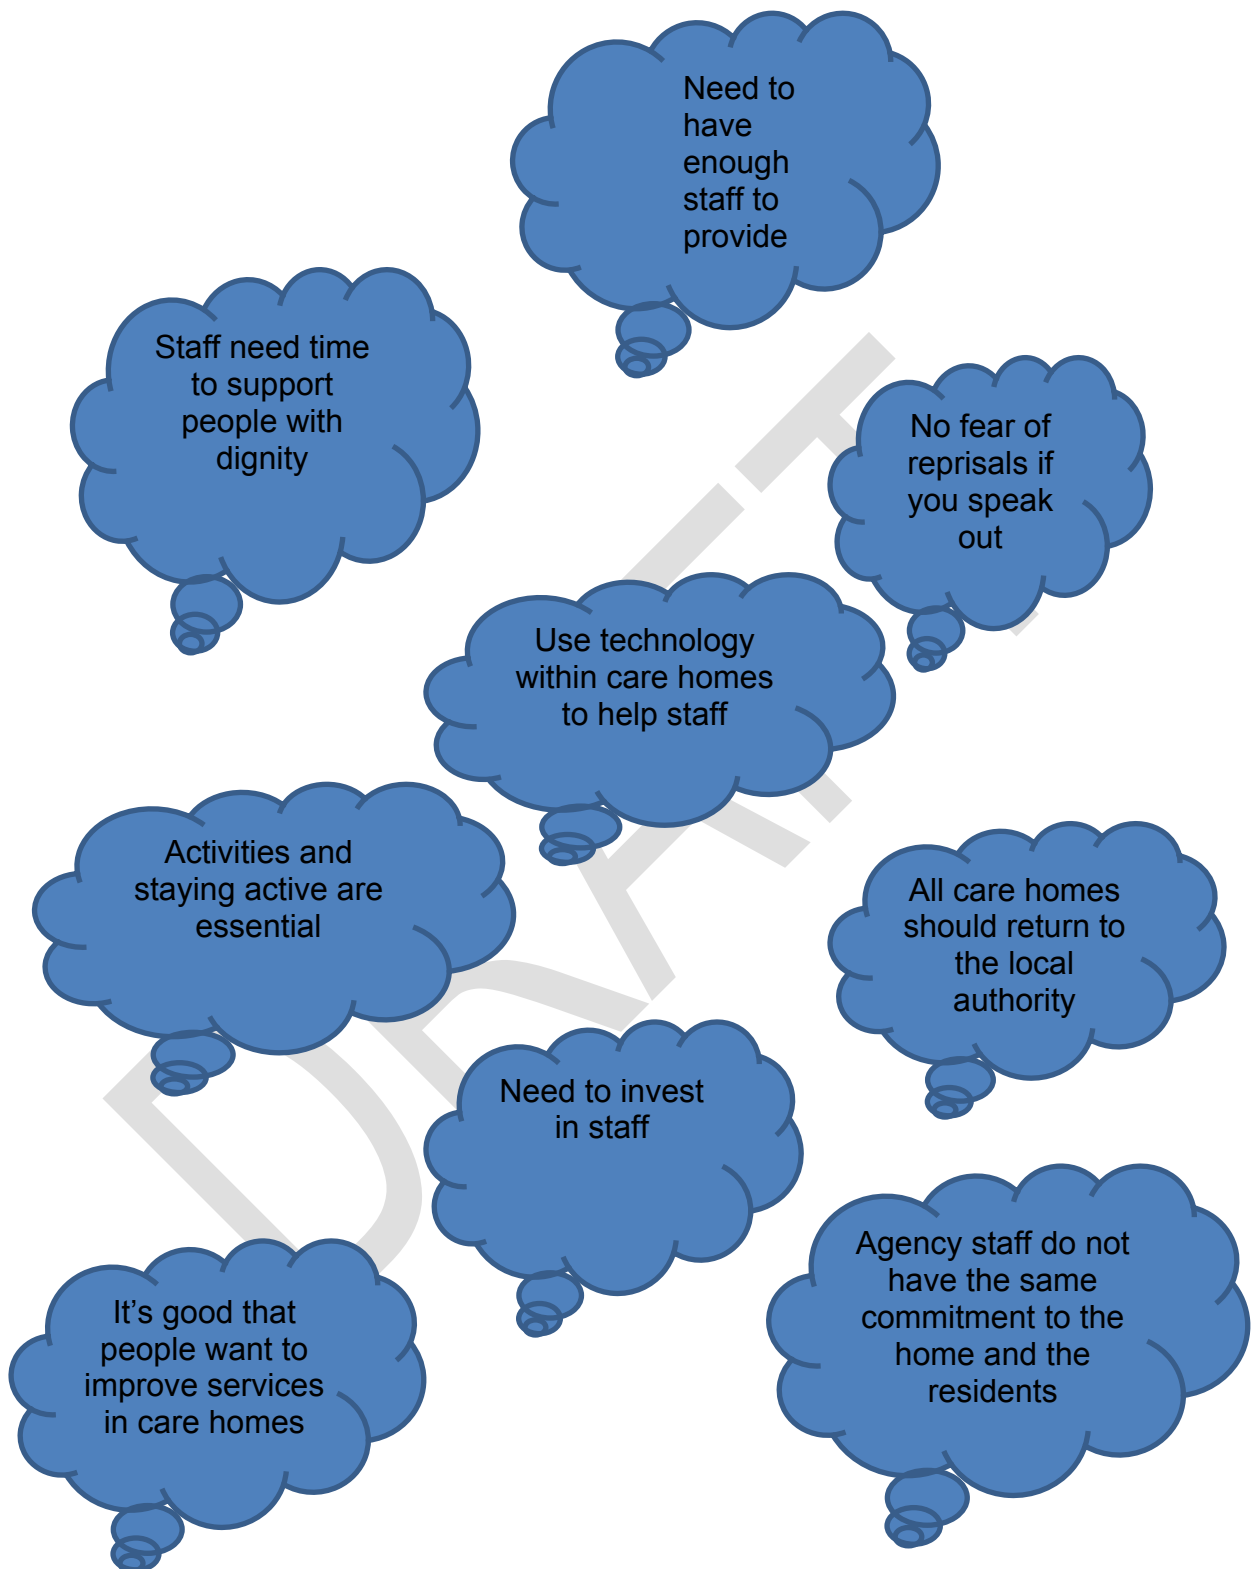 Need to
have
enough
staff to
provide
Staff need time
to support
people with
dignity
No fear of
reprisals if
you speak
out
Use technology
within care homes
to help staff
Activities and
staying active are
essential
All care homes
should return to
the local
authority
Need to invest
in staff
Agency staff do not
have the same
commitment to the
home and the
residents
It’s good that
people want to
improve services
in care homes
DRAFT